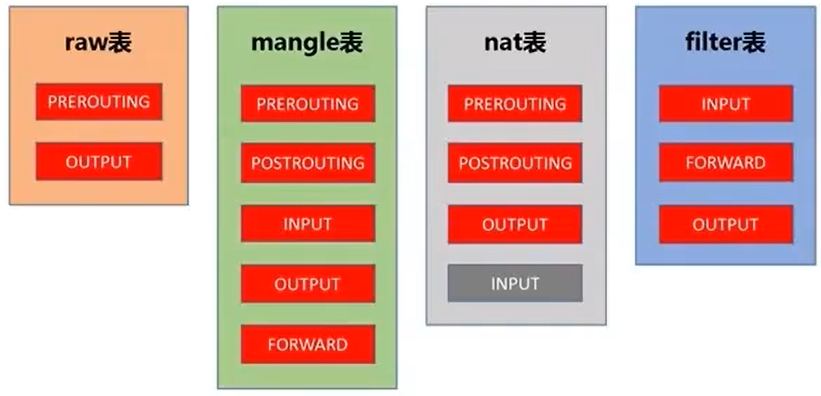 raw表
PREROUTING
OUTPUT
mangle表
PREROUTING
POSTROUTING
INPUT
OUTPUT
FORWARD
nat表
PREROUTING
POSTROUTING
OUTPUT
INPUT
filter表
INPUT
FORWARD
OUTPUT